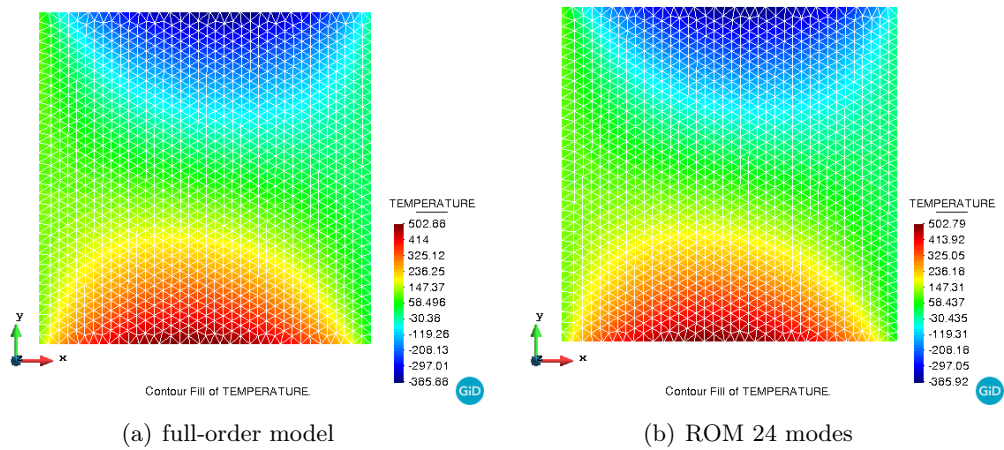 TEMPERATURE
502.88
414
325.12
236.25
147.37
58.496
-30.38
-119.26
-208.13
-297.01
-385.88
y
z
x
Contour Fill of TEMPERATURE.
GiD
(a) full-order model
TEMPERATURE
502.79
413.92
325.05
236.18
147.31
58.437
-30.435
-119.31
-208.18
-297.05
-385.92
y
z
x
Contour Fill of TEMPERATURE.
GiD
(b) ROM 24 modes